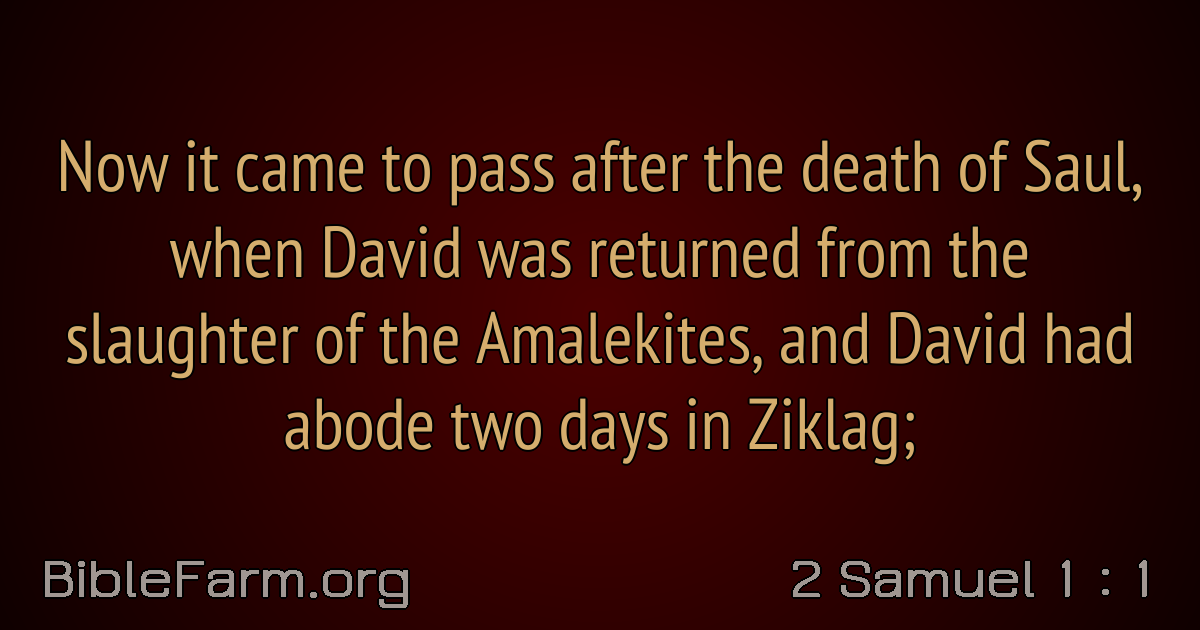 Now it came to pass after the death of Saul,
when David was returned from the
slaughter of the Amalekites, and David had
abode two days in Ziklag;
BibleFarm.org
2 Samuel 1 : 1